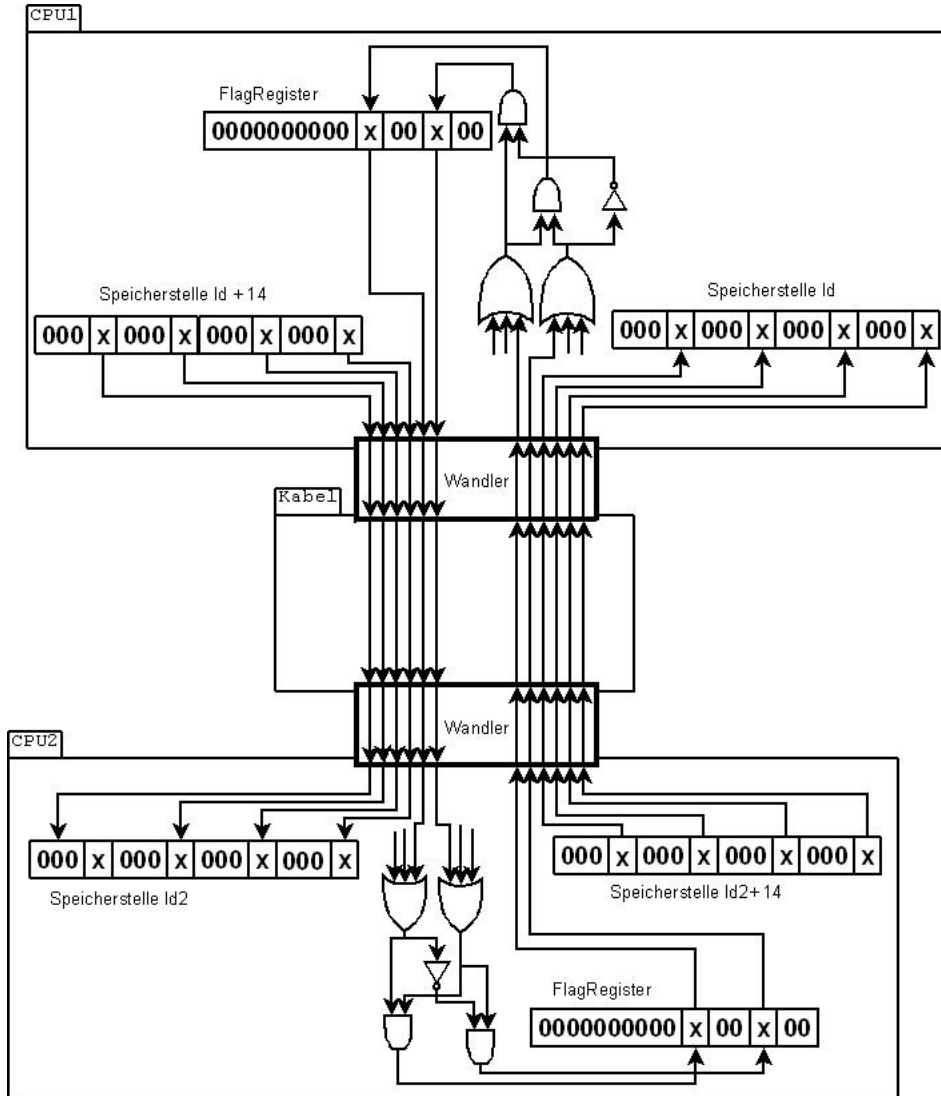 CPU1
FlagRegister
0000000000 x 00 x 00
Speicherstelle Id + 14
000 x 000 x 000 x 000 x
Speicherstelle Id
000 x 000 x 000 x 000 x
Wandler
Kabel
Wandler
CPU2
000 x 000 x 000 x 000 x
Speicherstelle Id2
000 x 000 x 000 x 000 x
Speicherstelle Id2+ 14
FlagRegister
0000000000 x 00 x 00